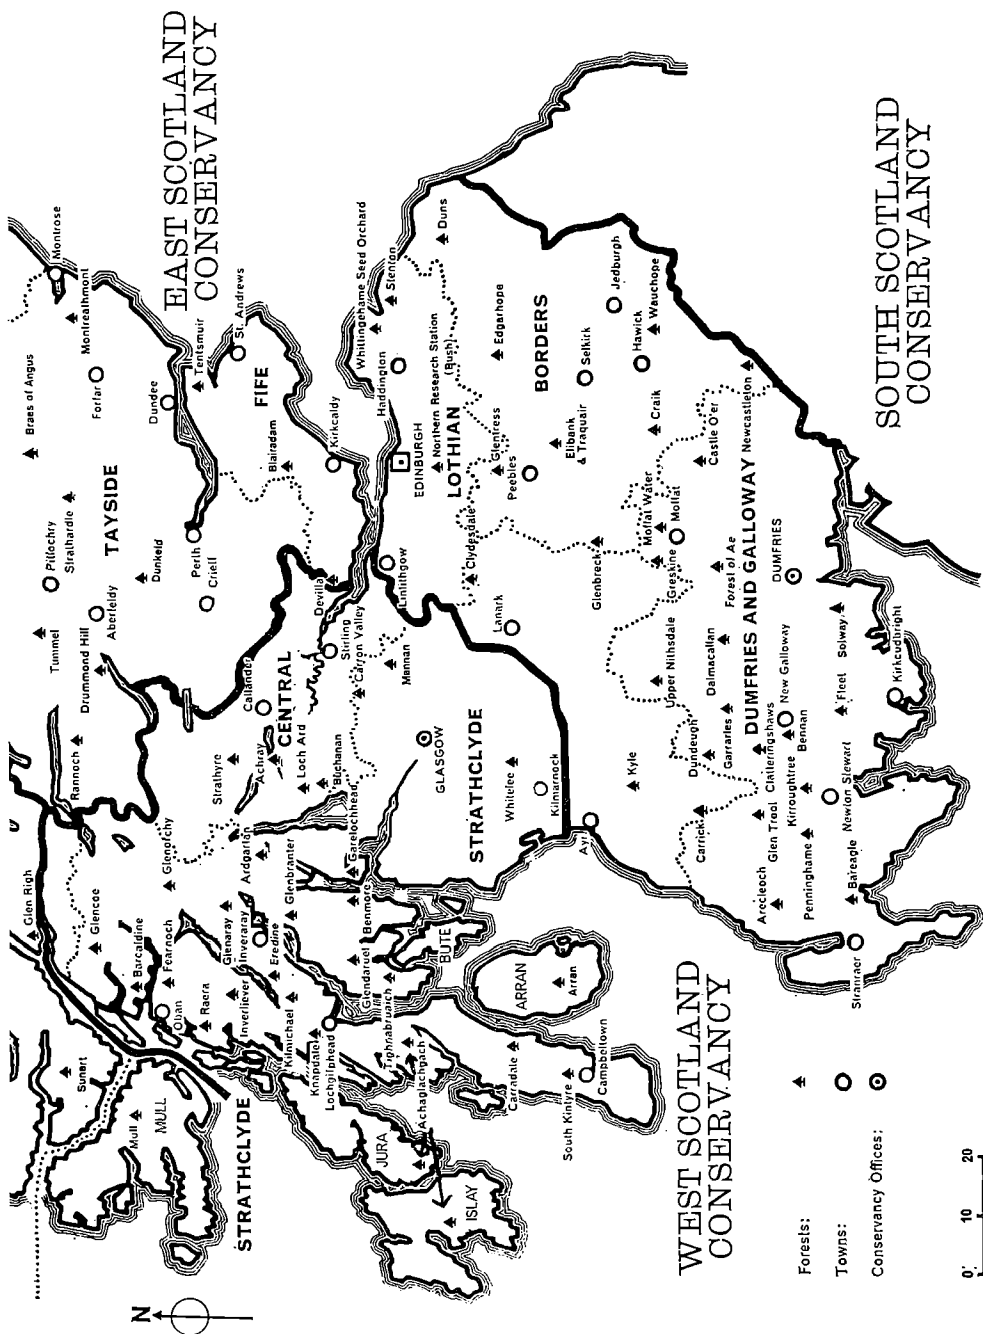 EAST SCOTLAND
CONSERVANCY
SOUTH SCOTLAND
CONSERVANCY
WEST SCOTLAND
CONSERVANCY
Glen Righ
Rannoch
Tummel
Pitlochry
Strathardle
Braes of Angus
Montrose
Montreathmont
Sunart
Glencoe
Drummond Hill
Aberfeldy
TAYSIDE
Forfar
Mull
MULL
Barcaldine
Fearnoch
Glenorchy
Dunkeld
Dundee
Oban
Raera
Strathyre
Perth
Crieff
Tentsmuir
St. Andrews
STRATHCLYDE
Inverliever
Glenaray
Inveraray
Eredine
Ardgartan
Achray
Callander
CENTRAL
FIFE
Blairadam
Kilmichael
Glenbranter
Loch Ard
Buchanan
Knapdale
Lochgilphead
Garelochhead
Stirling
Devilla
Carron Valley
Kirkcaldy
JURA
Benmore
Glendaruel
Tighnabruaich
Achaglachgach
ISLAY
BUTE
GLASGOW
Mannan
Linlithgow
EDINBURGH
Haddington
Whittingehame Seed Orchard
Stenton
Northern Research Station
(Bush)
LOTHIAN
Duns
STRATHCLYDE
Whitelee
Kilmarnock
Lanark
Clydesdale
Peebles
Glentress
Edgarhope
BORDERS
ARRAN
Arran
Carradale
South Kintyre
Campbeltown
Ayr
Kyle
Glenbreck
Elibank
& Traquair
Selkirk
Jedburgh
Hawick
Wauchope
Craik
Carrick
Upper Nithsdale
Greskine
Moffat Water
Moffat
Castle O'er
Newcastleton
Dundeugh
Garraries
Dalmacallan
Forest of Ae
DUMFRIES AND GALLOWAY
Arecleoch
Glen Trool
Clatteringshaws
New Galloway
DUMFRIES
Penninghame
Kirroughtree
Bennan
Bareagle
Newton Stewart
Fleet
Solway
Stranraer
Kirkcudbright
N
Forests:
Towns:
Conservancy Offices:
0'
10
20